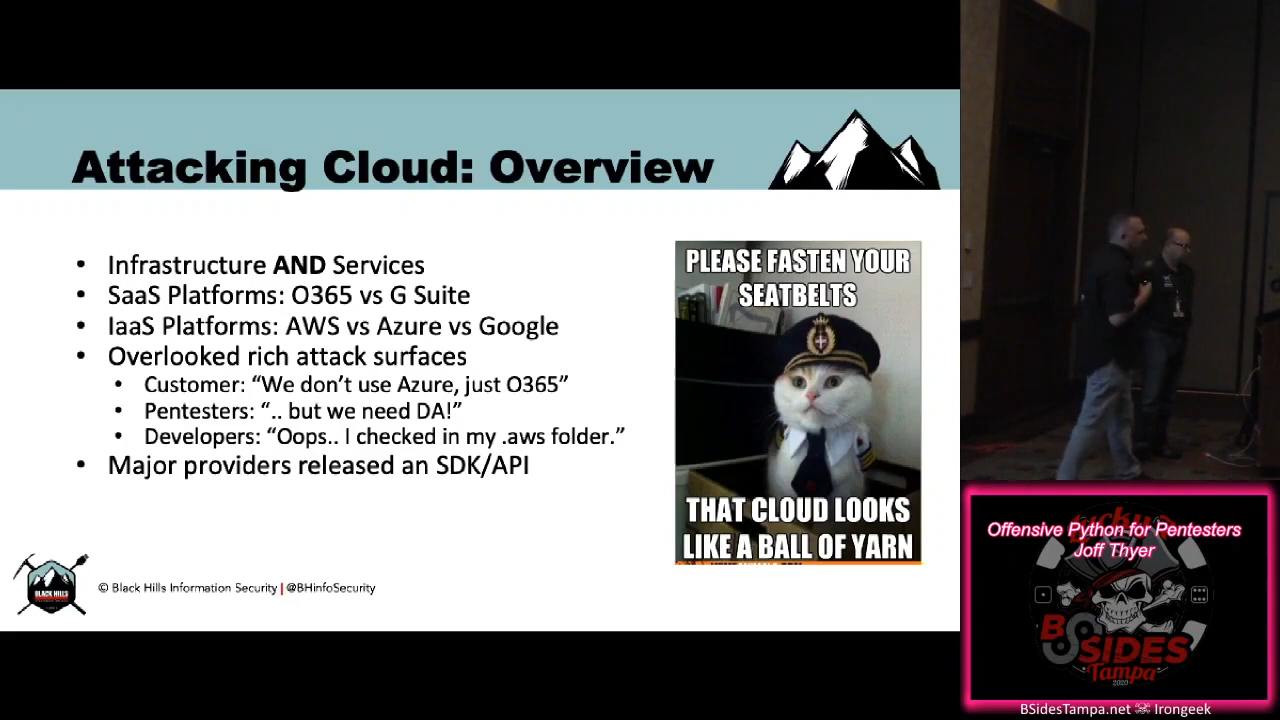 Attacking Cloud: Overview
• Infrastructure AND Services
• SaaS Platforms: O365 vs G Suite
• IaaS Platforms: AWS vs Azure vs Google
• Overlooked rich attack surfaces
• Customer: “We don’t use Azure, just O365”
• Pentesters: “.. but we need DA!”
• Developers: “Oops.. I checked in my .aws folder.”
• Major providers released an SDK/API
PLEASE FASTEN YOUR
SEATBELTS
THAT CLOUD LOOKS
LIKE A BALL OF YARN
BLACK HILLS
© Black Hills Information Security | @BHinfoSecurity
Offensive Python for Pentesters
Joff Thyer
B SIDES
Tampa
2020
BSidesTampa.net ☠ Irongeek